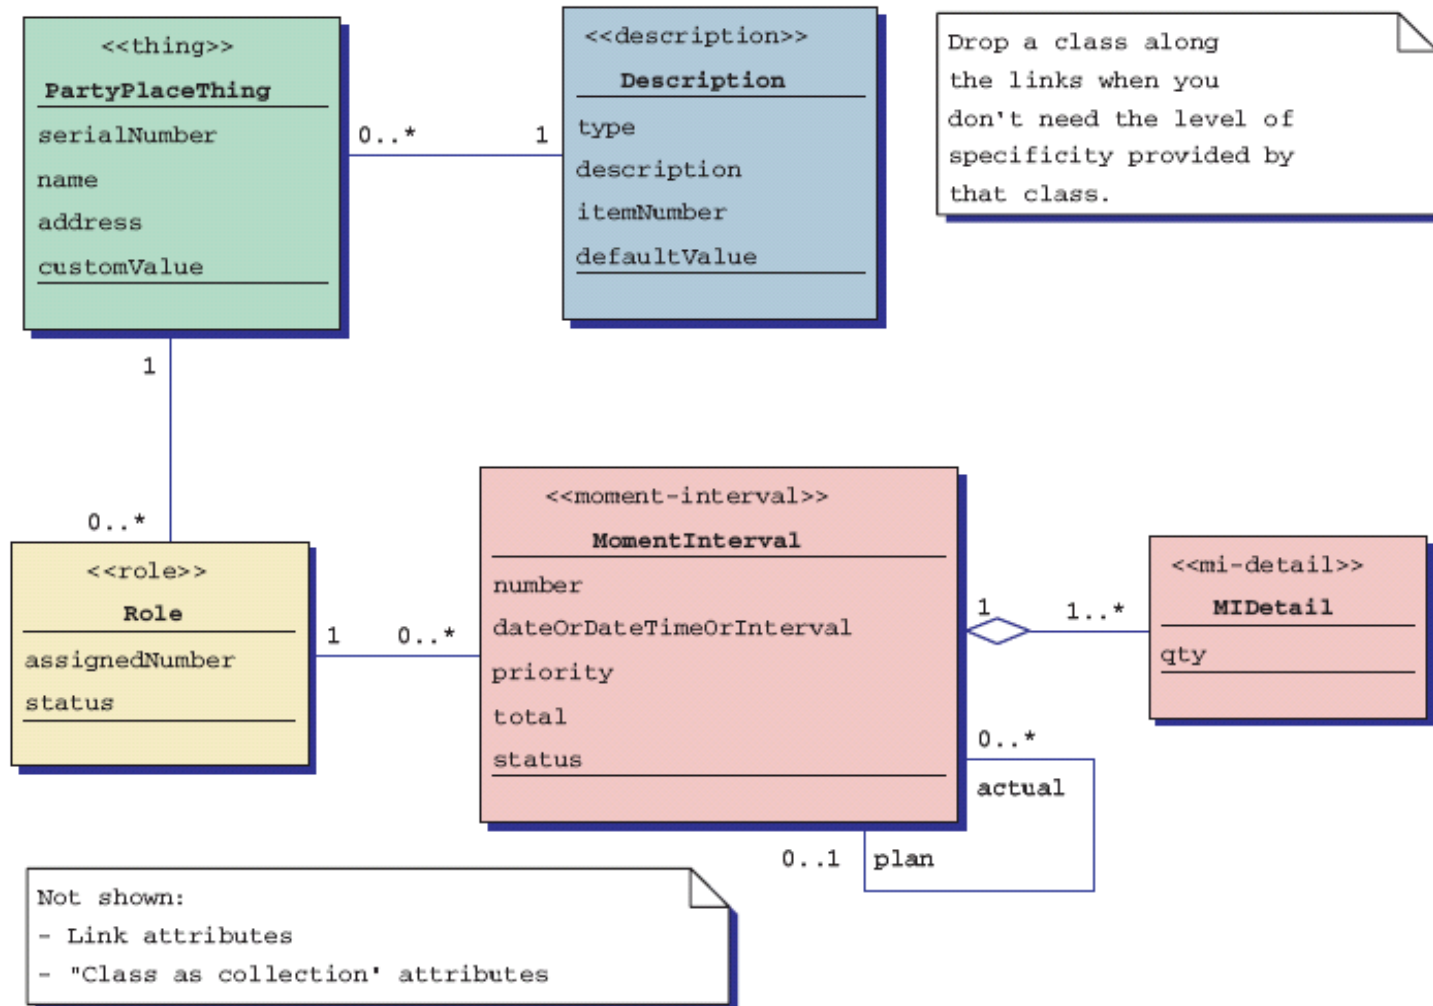 <<thing>>
PartyPlaceThing
serialNumber
name
address
customValue
0..*
1
<<description>>
Description
type
description
itemNumber
defaultValue
Drop a class along
the links when you
don't need the level of
specificity provided by
that class.
1
0..*
<<role>>
Role
assignedNumber
status
1
0..*
<<moment-interval>>
MomentInterval
number
dateOrDateTimeOrInterval
priority
total
status
1
1..*
<<mi-detail>>
MIDetail
qty
0..*
actual
0..1
plan
Not shown:
- Link attributes
- "Class as collection' attributes